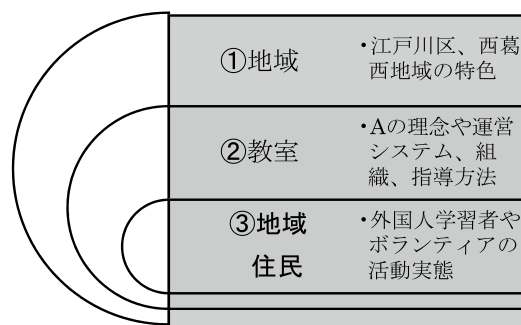 ①地域
・江戸川区、西葛
西地域の特色
②教室
・Aの理念や運営
システム、組
織、指導方法
③地域
住民
・外国人学習者や
ボランティアの
活動実態